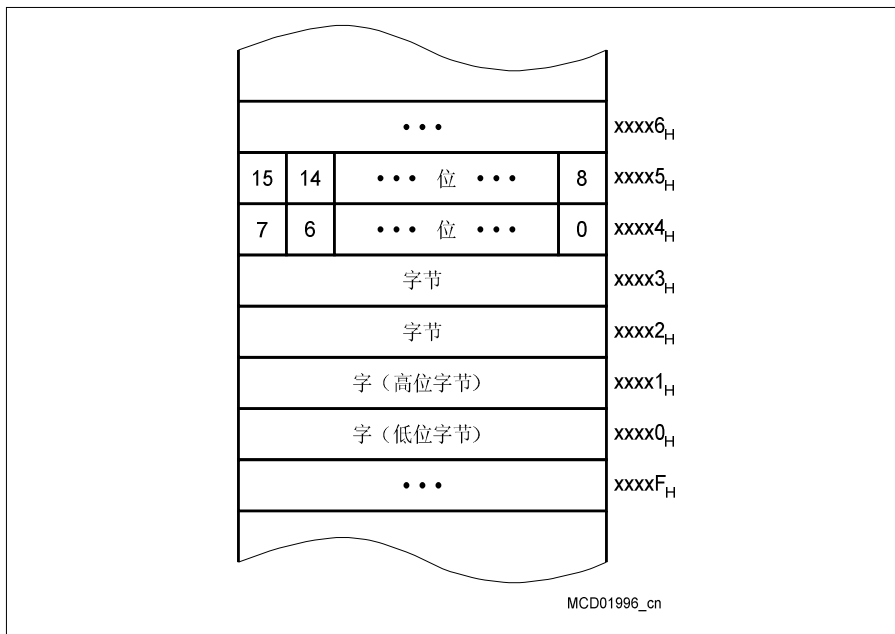 ••• xxxx6H
15 14 ••• 位 ••• 8 xxxx5H
7 6 ••• 位 ••• 0 xxxx4H
字节 xxxx3H
字节 xxxx2H
字（高位字节） xxxx1H
字（低位字节） xxxx0H
••• xxxxFH
MCD01996_cn